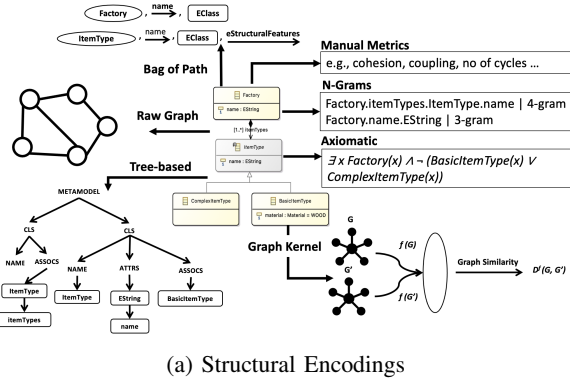 Factory , name , EClass
ItemType , name , EClass , eStructuralFeatures
Bag of Path
Manual Metrics
e.g., cohesion, coupling, no of cycles ...
N-Grams
Factory.itemTypes.ItemType.name | 4-gram
Factory.name.EString | 3-gram
Axiomatic
∃ x Factory(x) Λ ¬ (BasicItemType(x) V
ComplexItemType(x))
Factory
name : EString
[1..*] itemTypes
ItemType
name : EString
ComplexItemType
BasicItemType
material : Material = WOOD
Raw Graph
Tree-based
METAMODEL
CLS
CLS
NAME
ASSOCS
NAME
ATTRS
ASSOCS
ItemType
ItemType
EString
BasicItemType
itemTypes
name
Graph Kernel
G
G'
f (G)
f (G')
Graph Similarity
D^f (G, G')
(a) Structural Encodings